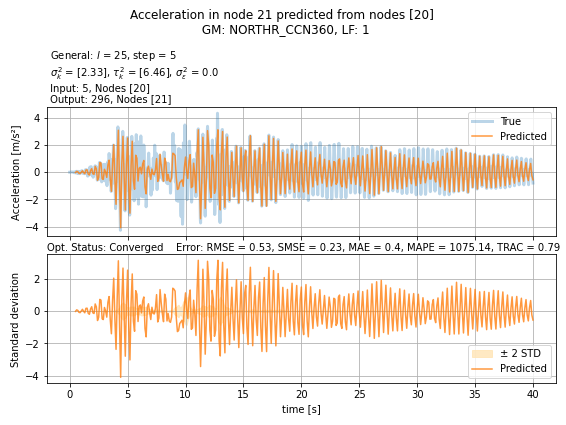 Acceleration in node 21 predicted from nodes [20]
GM: NORTHR_CCN360, LF: 1
General: l = 25, step = 5
σ²ₖ = [2.33], τ²ₖ = [6.46], σ²ε = 0.0
Input: 5, Nodes [20]
Output: 296, Nodes [21]
4
2
0
−2
−4
Acceleration [m/s²]
True
Predicted
Opt. Status: Converged Error: RMSE = 0.53, SMSE = 0.23, MAE = 0.4, MAPE = 1075.14, TRAC = 0.79
2
0
−2
−4
Standard deviation
± 2 STD
Predicted
0 5 10 15 20 25 30 35 40
time [s]